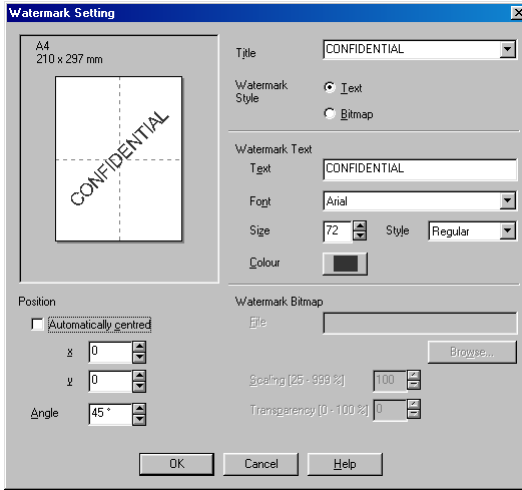 Watermark Setting
A4
210 x 297 mm
CONFIDENTIAL
Title CONFIDENTIAL
Watermark Style
Text
Bitmap
Watermark Text
Text CONFIDENTIAL
Font Arial
Size 72 Style Regular
Colour
Position
Automatically centred
x 0
y 0
Angle 45 °
Watermark Bitmap
File
Browse...
Scaling [25 - 999 %] 100
Transparency [0 - 100 %] 0
OK Cancel Help